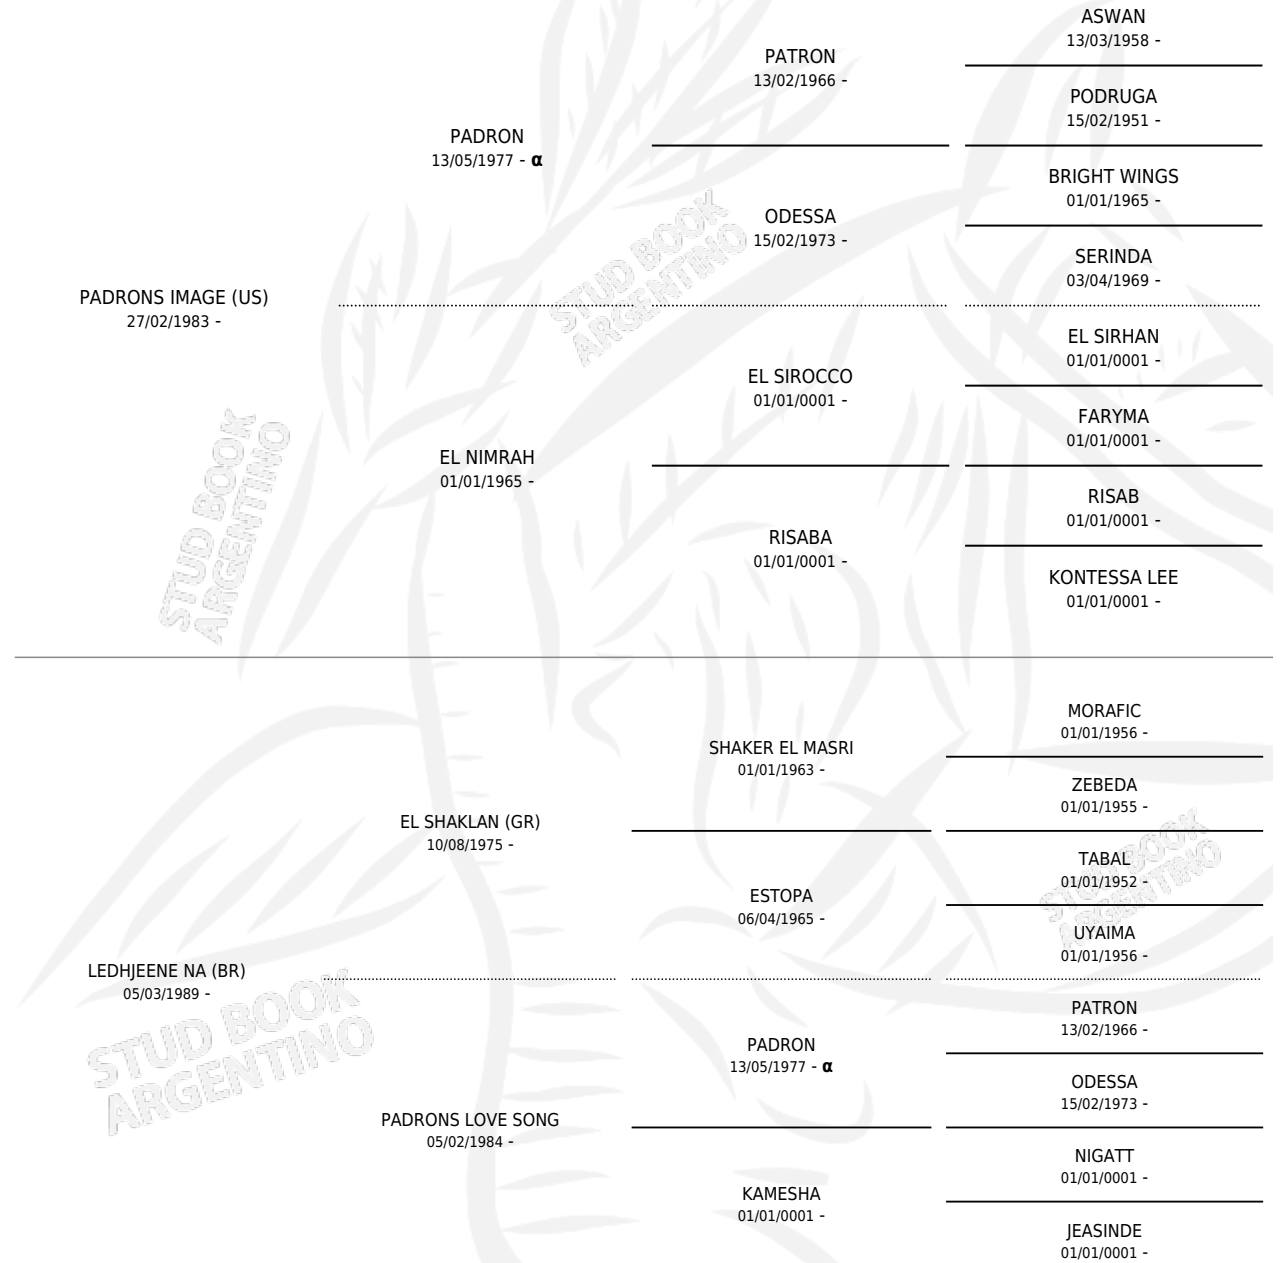 ASWAN
13/03/1958 -
PATRON
13/02/1966 -
PODRUGA
15/02/1951 -
PADRON
13/05/1977 - α
BRIGHT WINGS
01/01/1965 -
ODESSA
15/02/1973 -
SERINDA
03/04/1969 -
PADRONS IMAGE (US)
27/02/1983 -
EL SIRHAN
01/01/0001 -
EL SIROCCO
01/01/0001 -
FARYMA
01/01/0001 -
EL NIMRAH
01/01/1965 -
RISAB
01/01/0001 -
RISABA
01/01/0001 -
KONTESSA LEE
01/01/0001 -
MORAFIC
01/01/1956 -
SHAKER EL MASRI
01/01/1963 -
ZEBEDA
01/01/1955 -
EL SHAKLAN (GR)
10/08/1975 -
TABAL
01/01/1952 -
ESTOPA
06/04/1965 -
UYAIMA
01/01/1956 -
LEDHJEENE NA (BR)
05/03/1989 -
PATRON
13/02/1966 -
PADRON
13/05/1977 - α
ODESSA
15/02/1973 -
PADRONS LOVE SONG
05/02/1984 -
NIGATT
01/01/0001 -
KAMESHA
01/01/0001 -
JEASINDE
01/01/0001 -
STUD BOOK
ARGENTINO
STUD BOOK
ARGENTINO
STUD BOOK
ARGENTINO
STUD BOOK
ARGENTINO